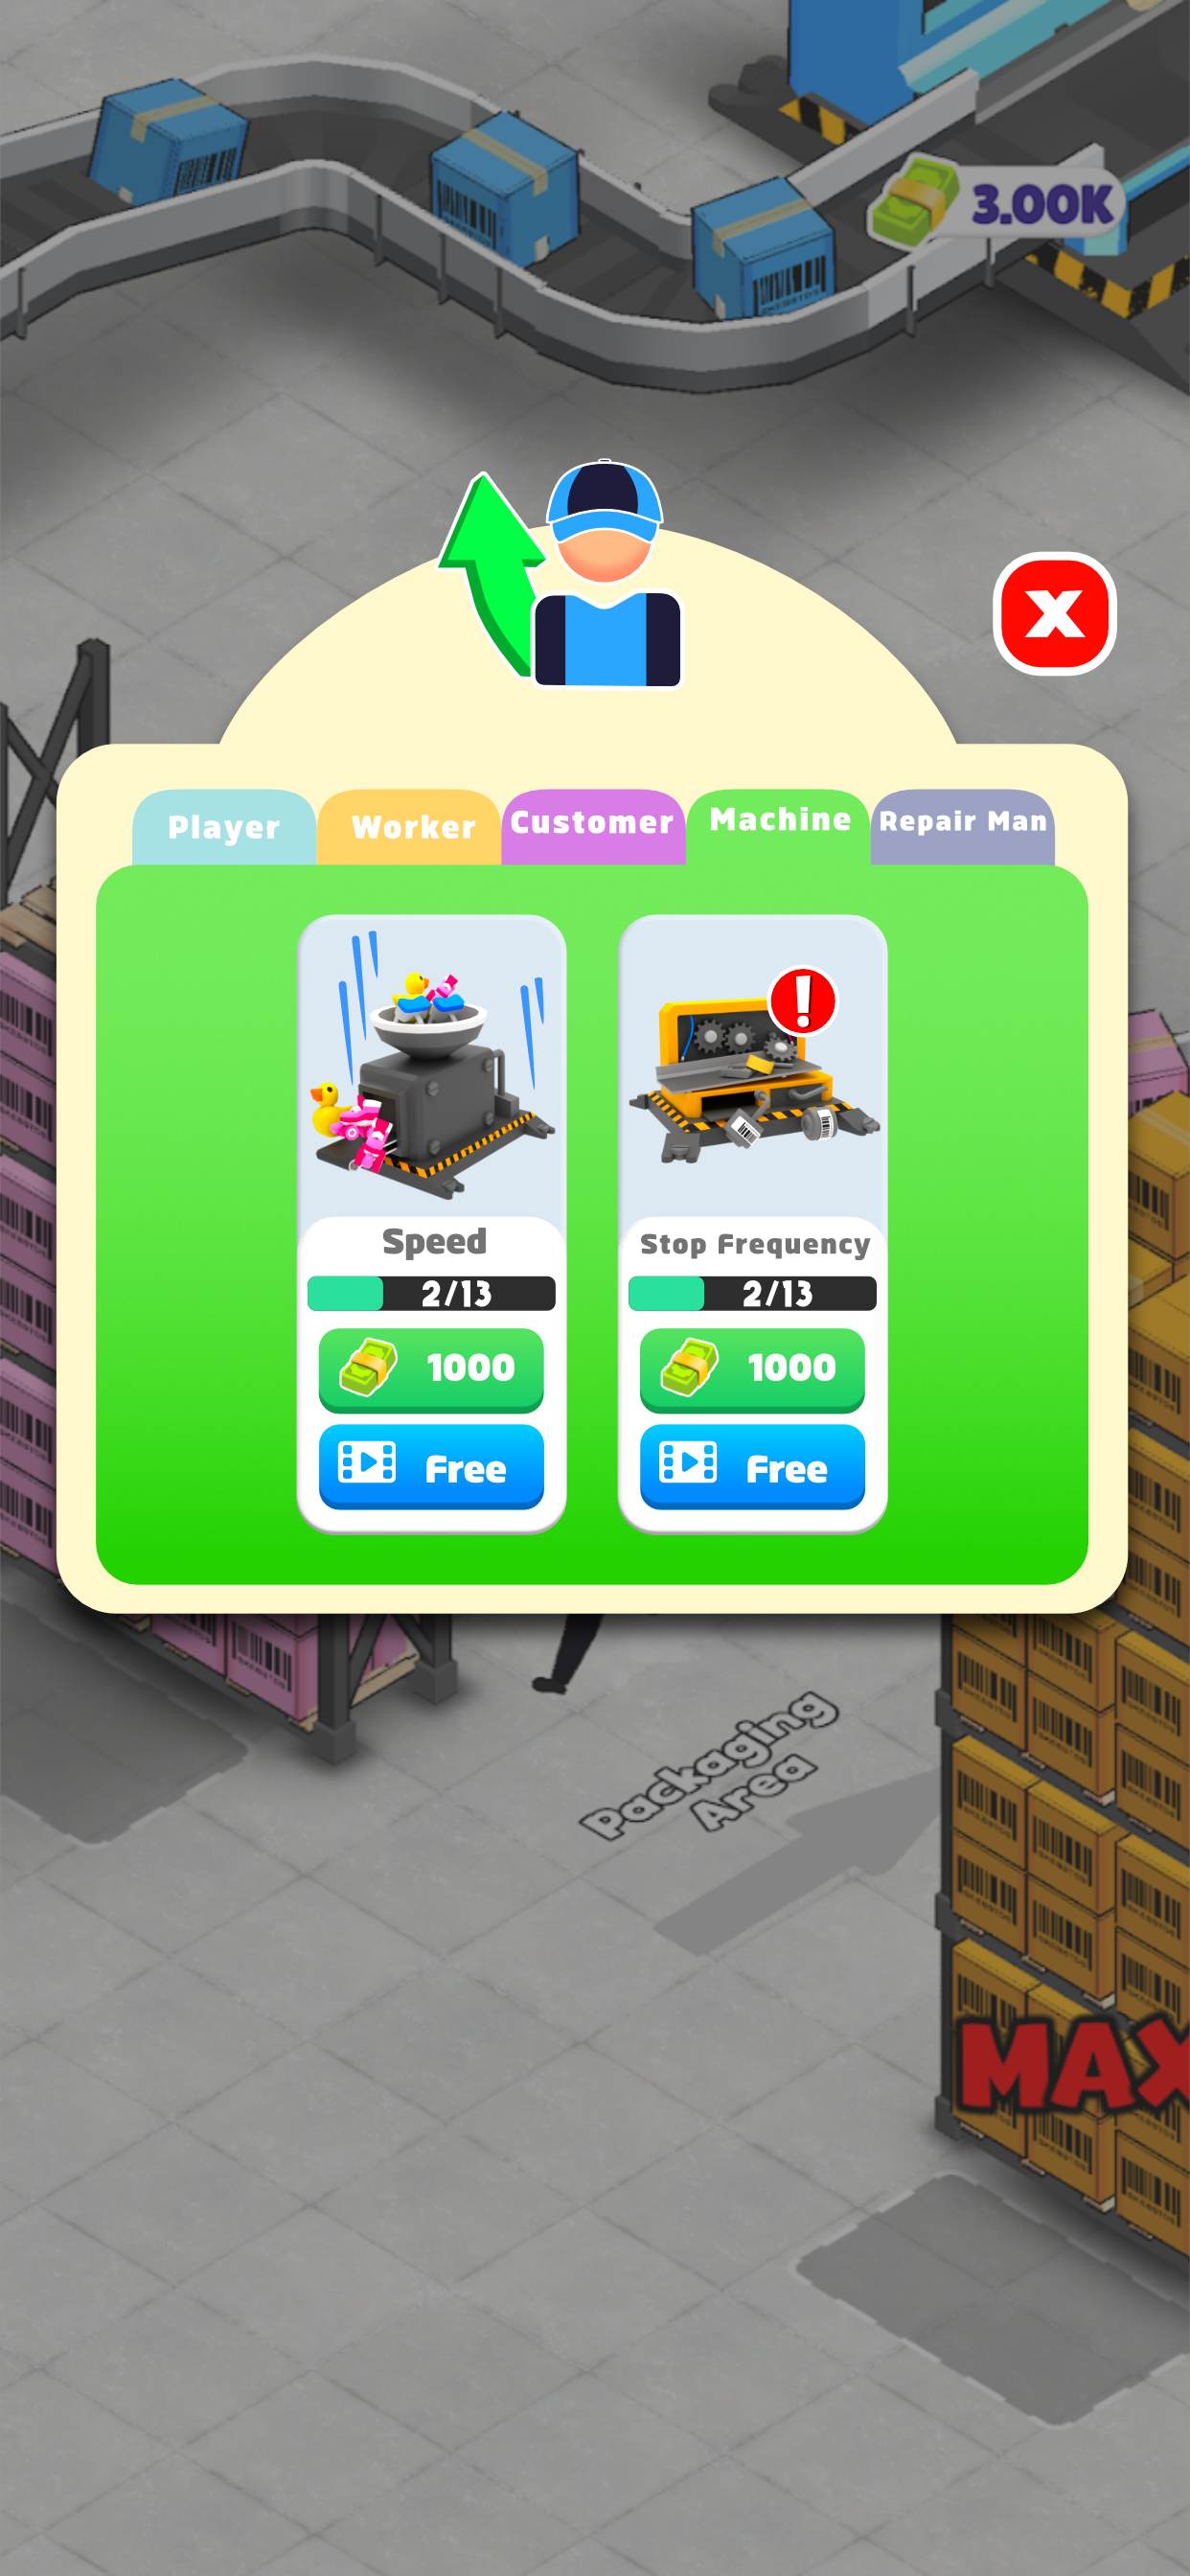 3.00K
X
Player
Worker
Customer
Machine
Repair Man
!
Speed
Stop Frequency
2/13
2/13
1000
1000
Free
Free
Packaging
Area
MAX